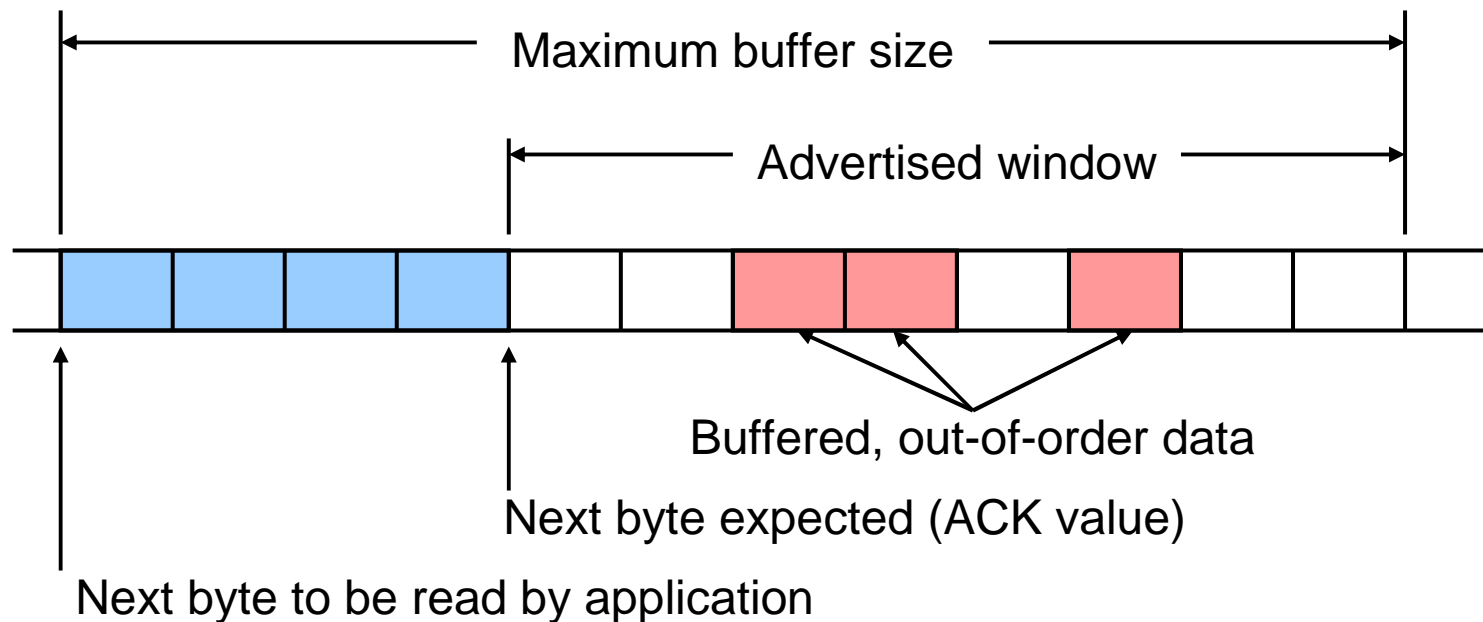 Maximum buffer size
Advertised window
Buffered, out-of-order data
Next byte expected (ACK value)
Next byte to be read by application